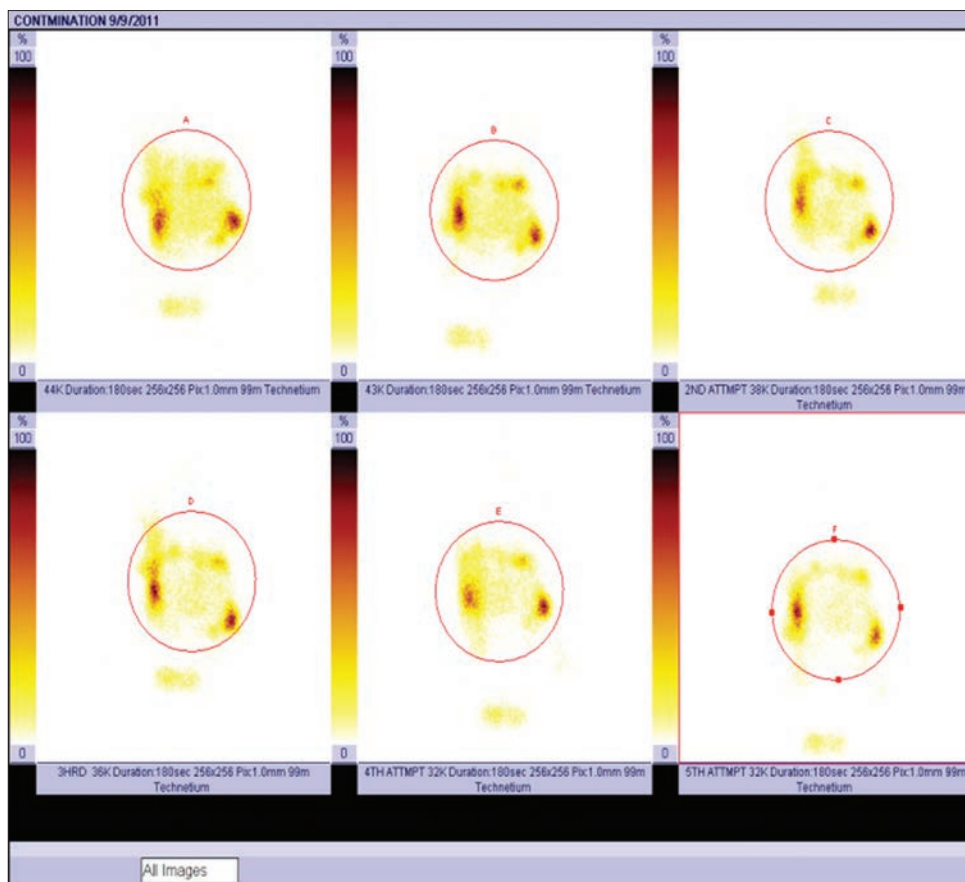 CONTMINATION 9/9/2011
% % %
100 100 100
A B C
0 0 0
44K Duration:180sec 256x256 Pix:1.0mm 99m Technetium
43K Duration:180sec 256x256 Pix:1.0mm 99m Technetium
2ND ATTMPT 38K Duration:180sec 256x256 Pix:1.0mm 99m
Technetium
% % %
100 100 100
D E F
0 0 0
3HRD 36K Duration:180sec 256x256 Pix:1.0mm 99m
Technetium
4TH ATTMPT 32K Duration:180sec 256x256 Pix:1.0mm 99m
Technetium
5TH ATTMPT 32K Duration:180sec 256x256 Pix:1.0mm 99m
Technetium
All Images